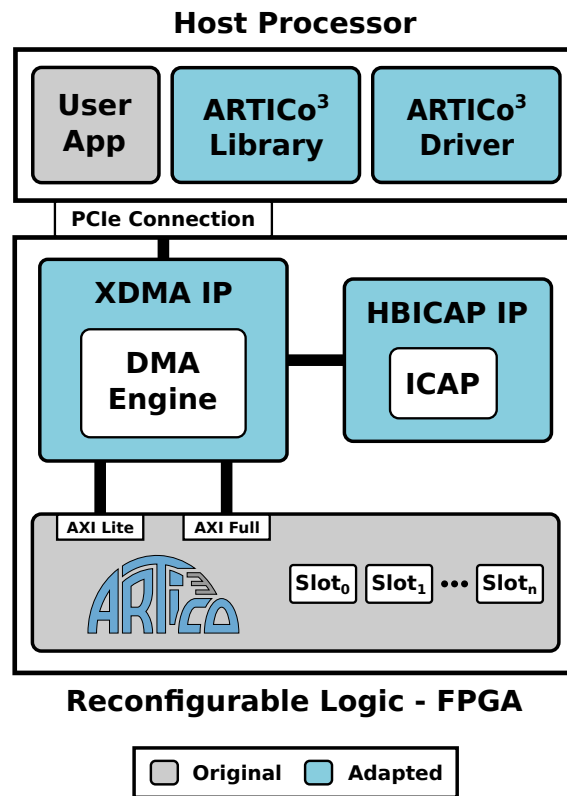 Host Processor
User
App
ARTICo³
Library
ARTICo³
Driver
PCIe Connection
XDMA IP
DMA
Engine
HBICAP IP
ICAP
AXI Lite
AXI Full
ARTICo3
Slot₀ Slot₁ ••• Slotₙ
Reconfigurable Logic - FPGA
Original
Adapted